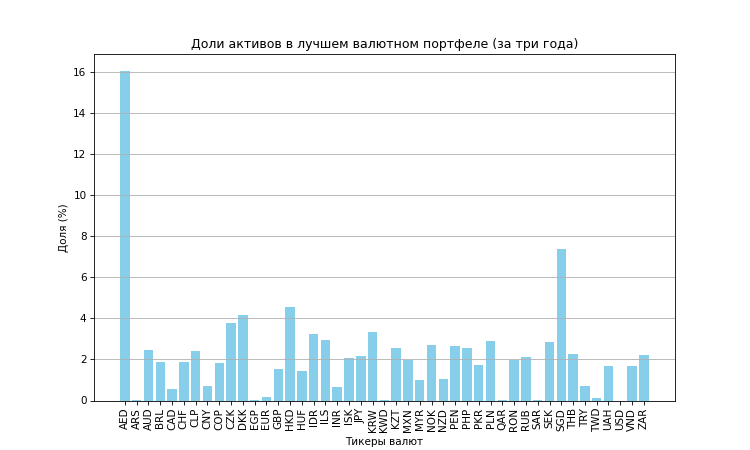 Доли активов в лучшем валютном портфеле (за три года)
Доля (%)
16
14
12
10
8
6
4
2
0
AED ARS AUD BRL CAD CHF CLP CNY COP CZK DKK EGP EUR GBP HKD HUF IDR ILS INR ISK JPY KRW KWD KZT MXN MYR NOK NZD PEN PHP PKR PLN QAR RON RUB SAR SEK SGD THB TRY TWD UAH USD VND ZAR
Тикеры валют